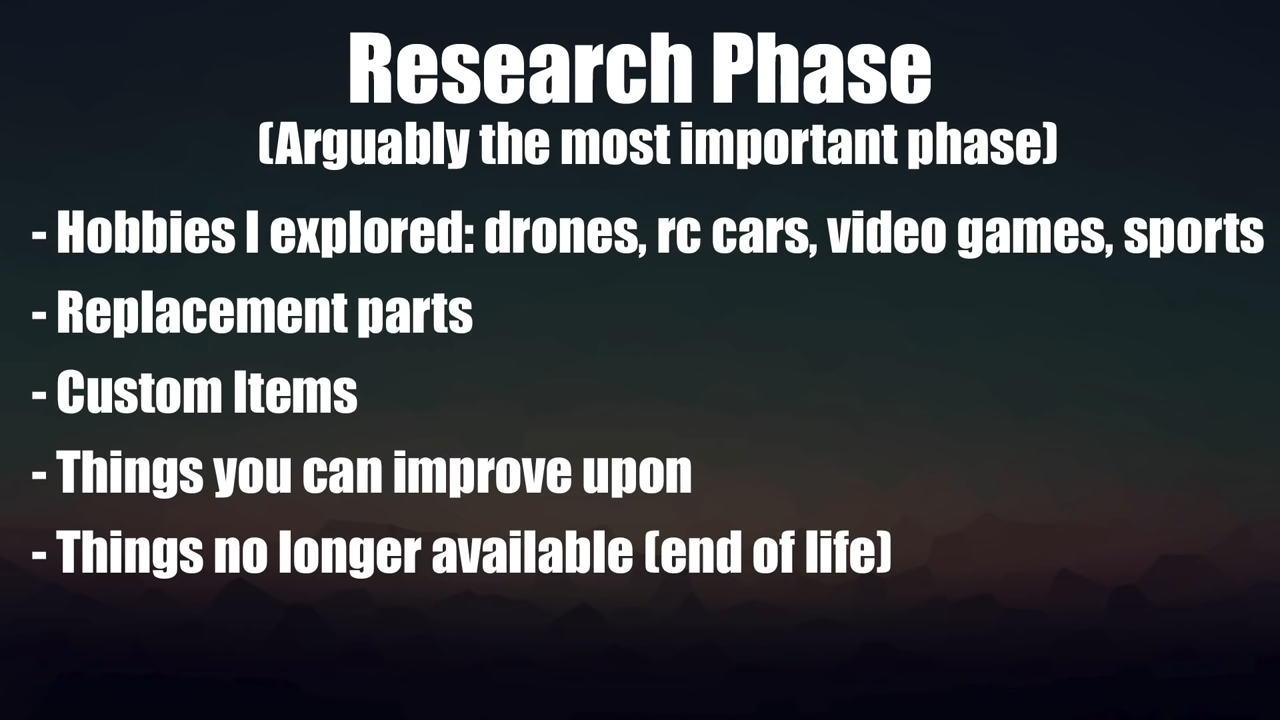 Research Phase
(Arguably the most important phase)
- Hobbies I explored: drones, rc cars, video games, sports
- Replacement parts
- Custom Items
- Things you can improve upon
- Things no longer available (end of life)